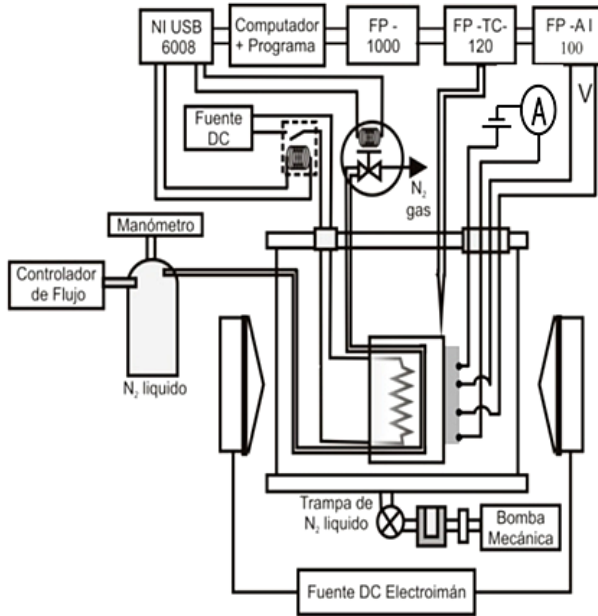 NI USB
6008
Computador
+ Programa
FP -
1000
FP -TC-
120
FP -A I
100
Fuente
DC
V
A
N₂
gas
Manómetro
Controlador
de Flujo
N₂ liquido
Trampa de
N₂ liquido
Bomba
Mecánica
Fuente DC Electroimán